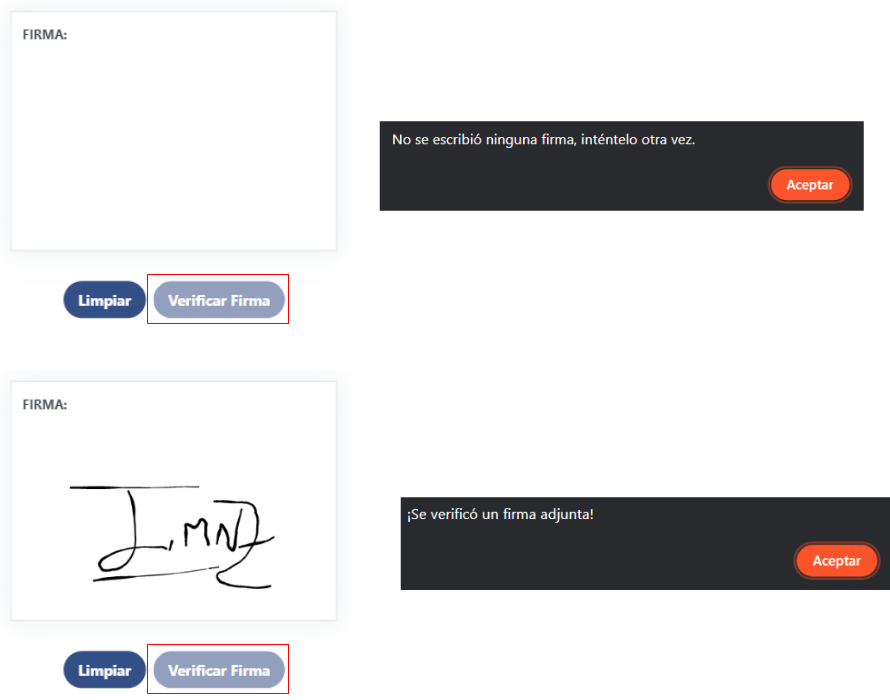 FIRMA:
No se escribió ninguna firma, inténtelo otra vez.
Aceptar
Limpiar Verificar Firma
FIRMA:
¡Se verificó un firma adjunta!
Aceptar
Limpiar Verificar Firma